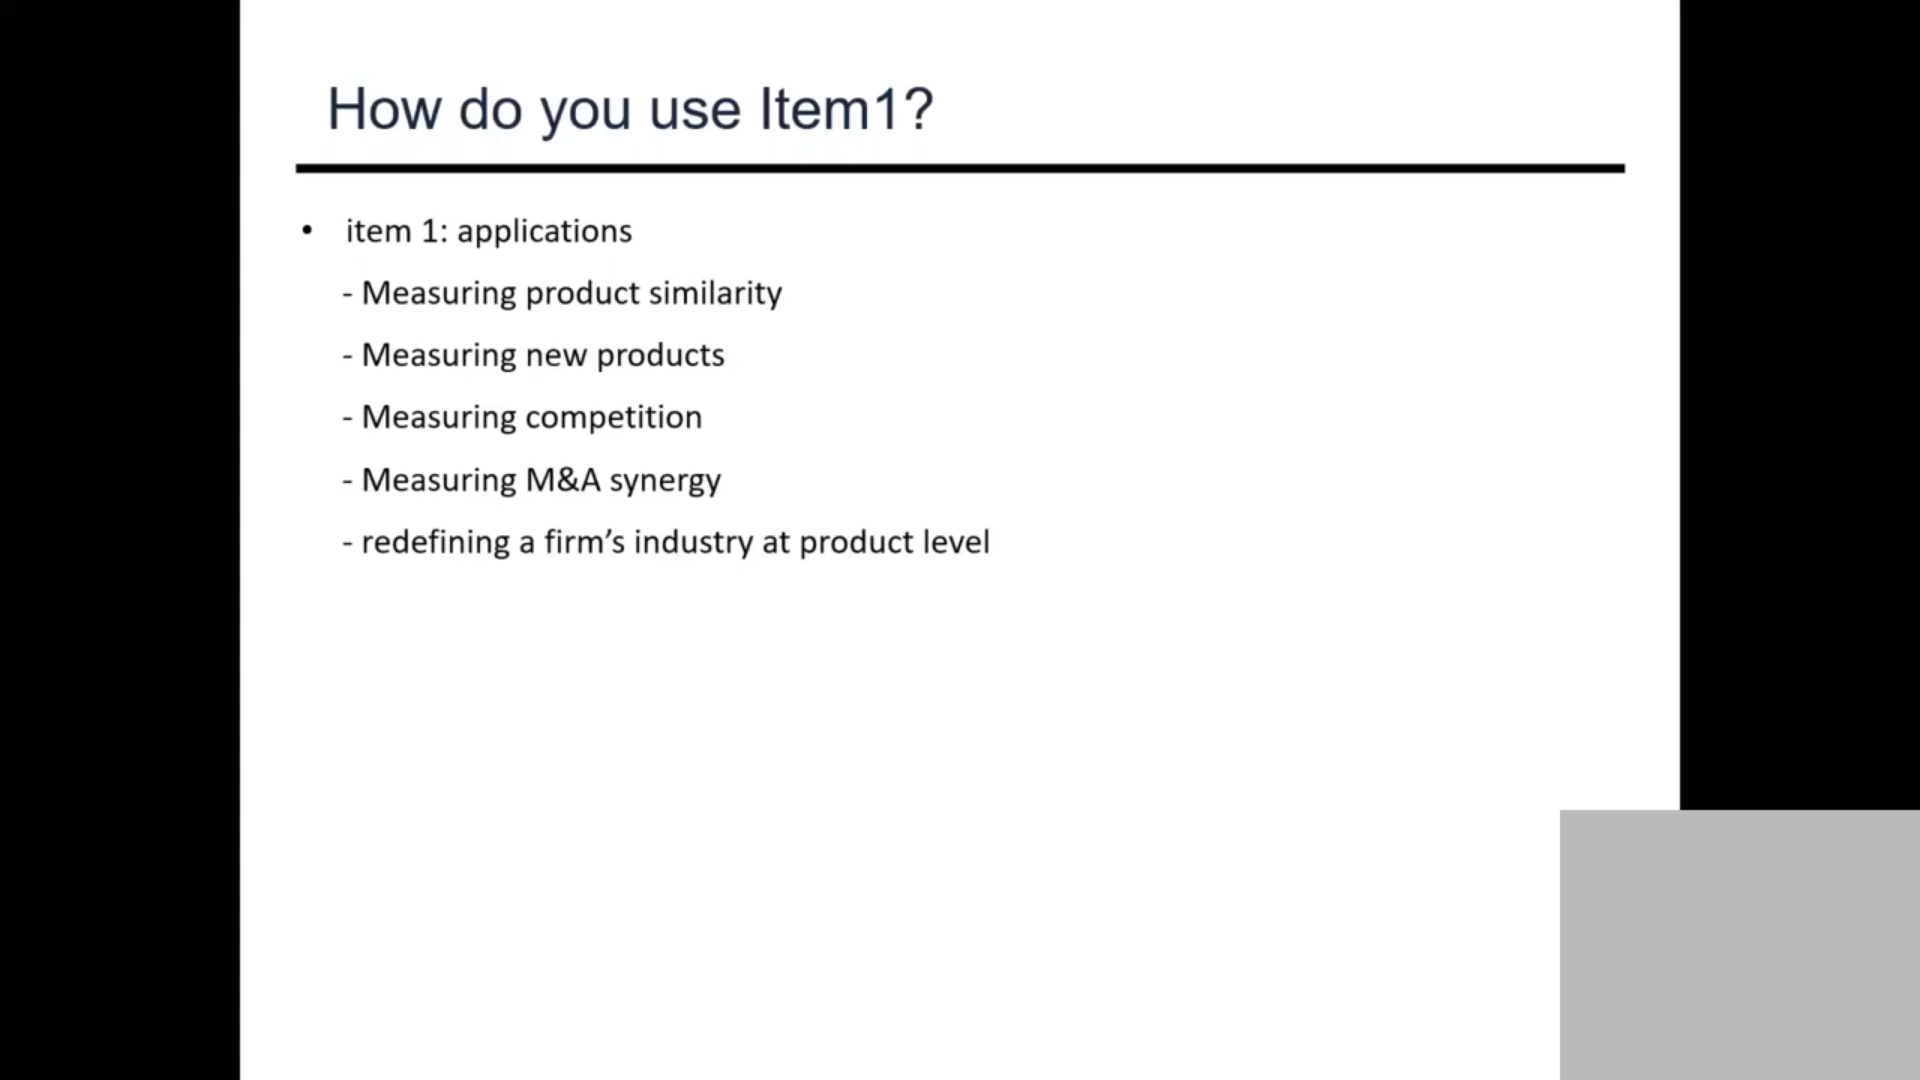 How do you use Item1?
• item 1: applications
- Measuring product similarity
- Measuring new products
- Measuring competition
- Measuring M&A synergy
- redefining a firm’s industry at product level